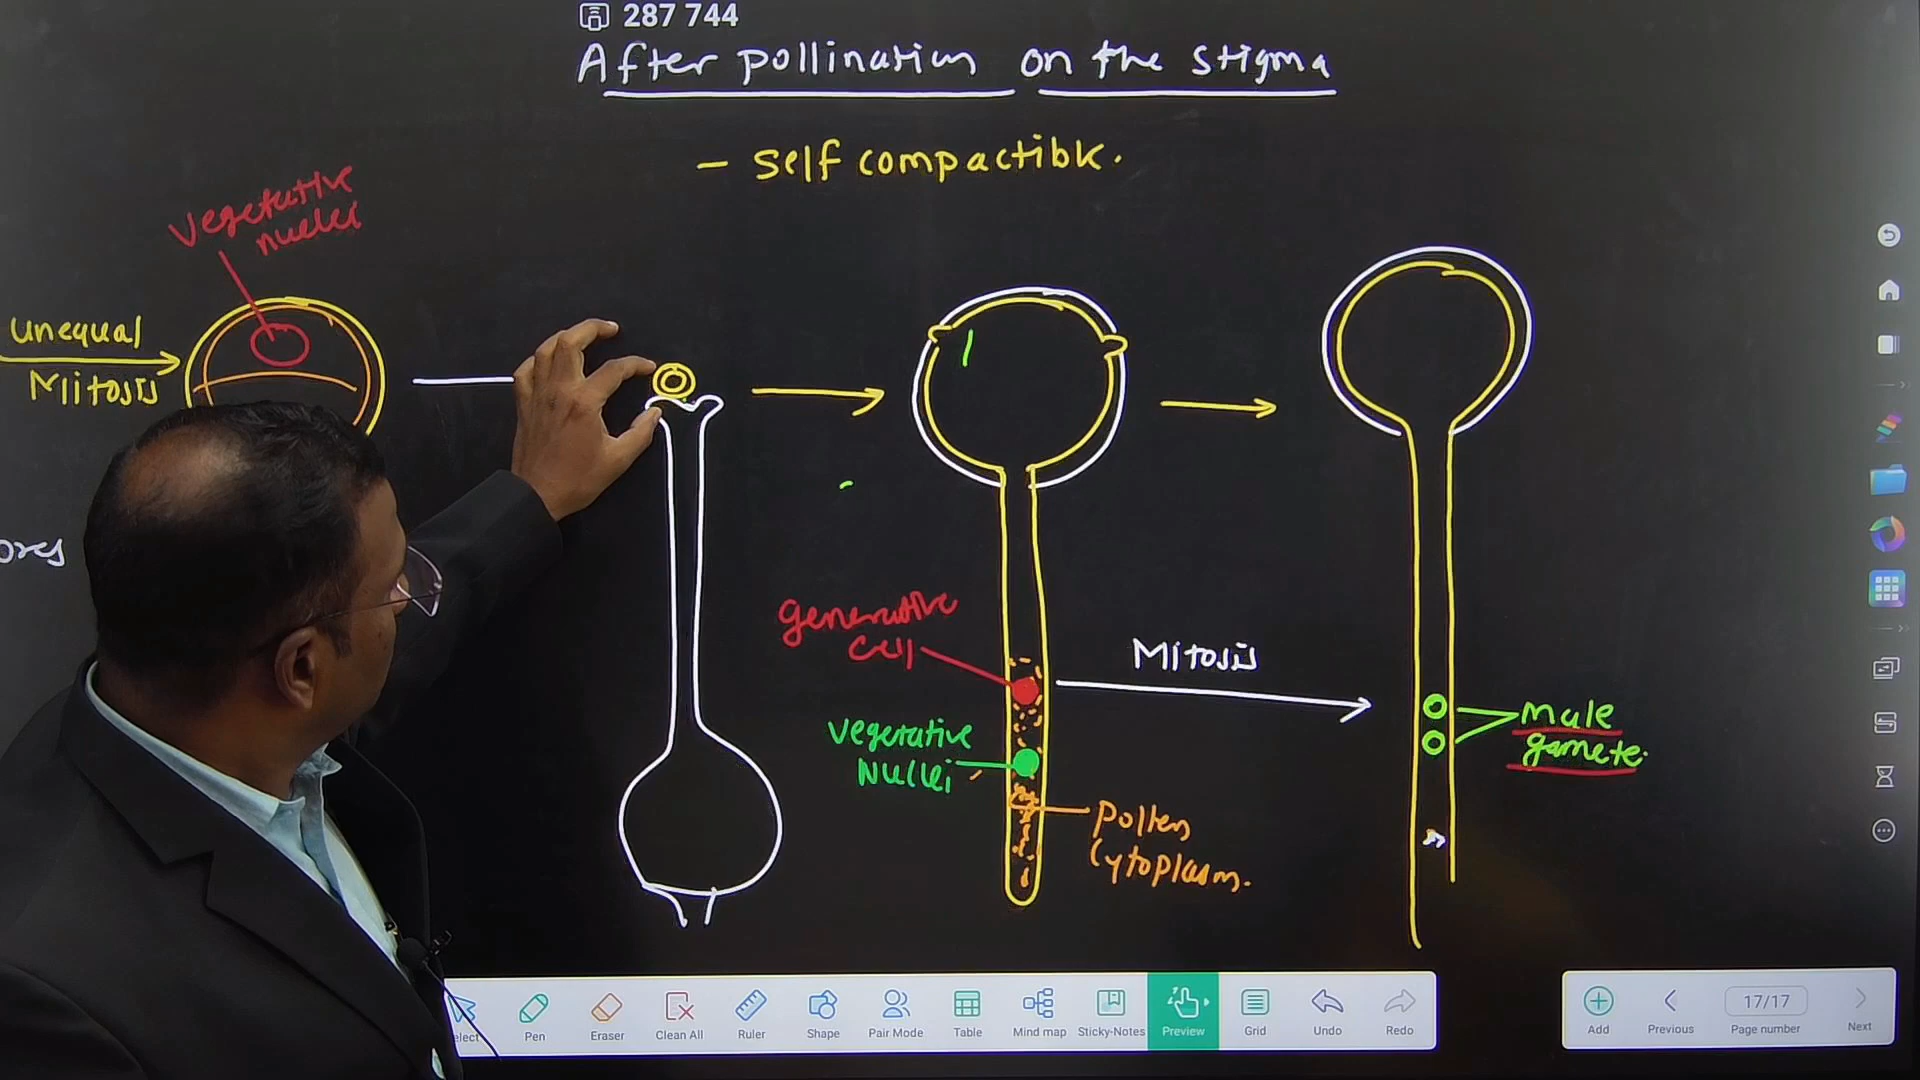 287 744
After pollination on the stigma
- Self compactible.
Vegetative
nuclei
unequal
Mitosis
ores
Generative
Cell
Mitosis
Vegetative
Nuclei
Male
gamete.
Pollen
Cytoplasm.
elect
Pen
Eraser
Clean All
Ruler
Shape
Pair Mode
Table
Mind map
Sticky-Notes
Preview
Grid
Undo
Redo
Add
Previous
17/17
Page number
Next